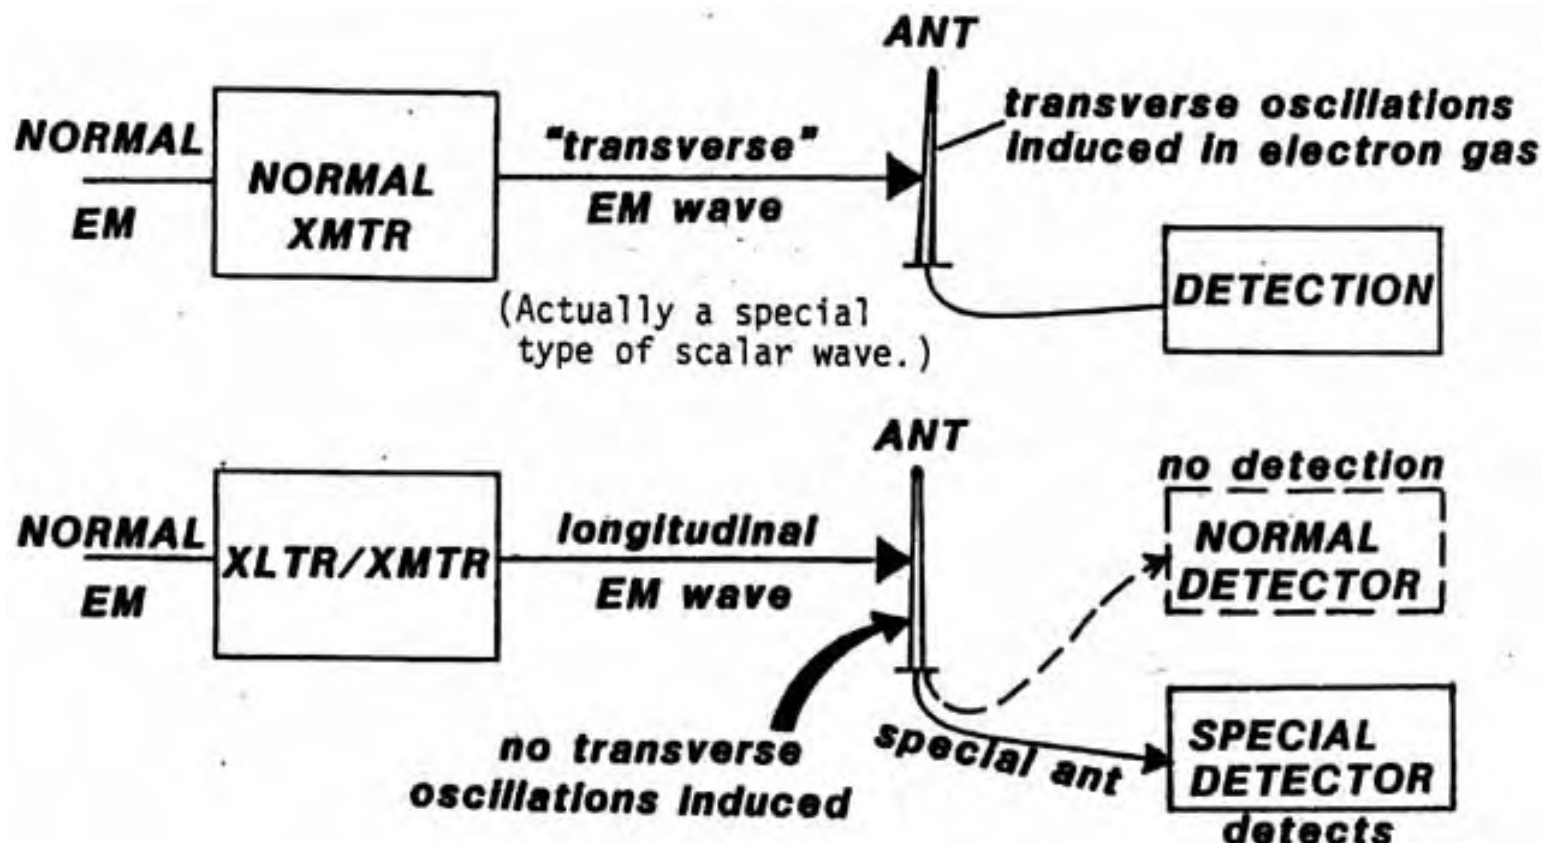 ANT
NORMAL
EM
NORMAL
XMTR
"transverse"
EM wave
transverse oscillations
induced in electron gas
DETECTION
(Actually a special
type of scalar wave.)
ANT
NORMAL
EM
XLTR/XMTR
longitudinal
EM wave
no detection
NORMAL
DETECTOR
no transverse
oscillations induced
special ant
SPECIAL
DETECTOR
detects